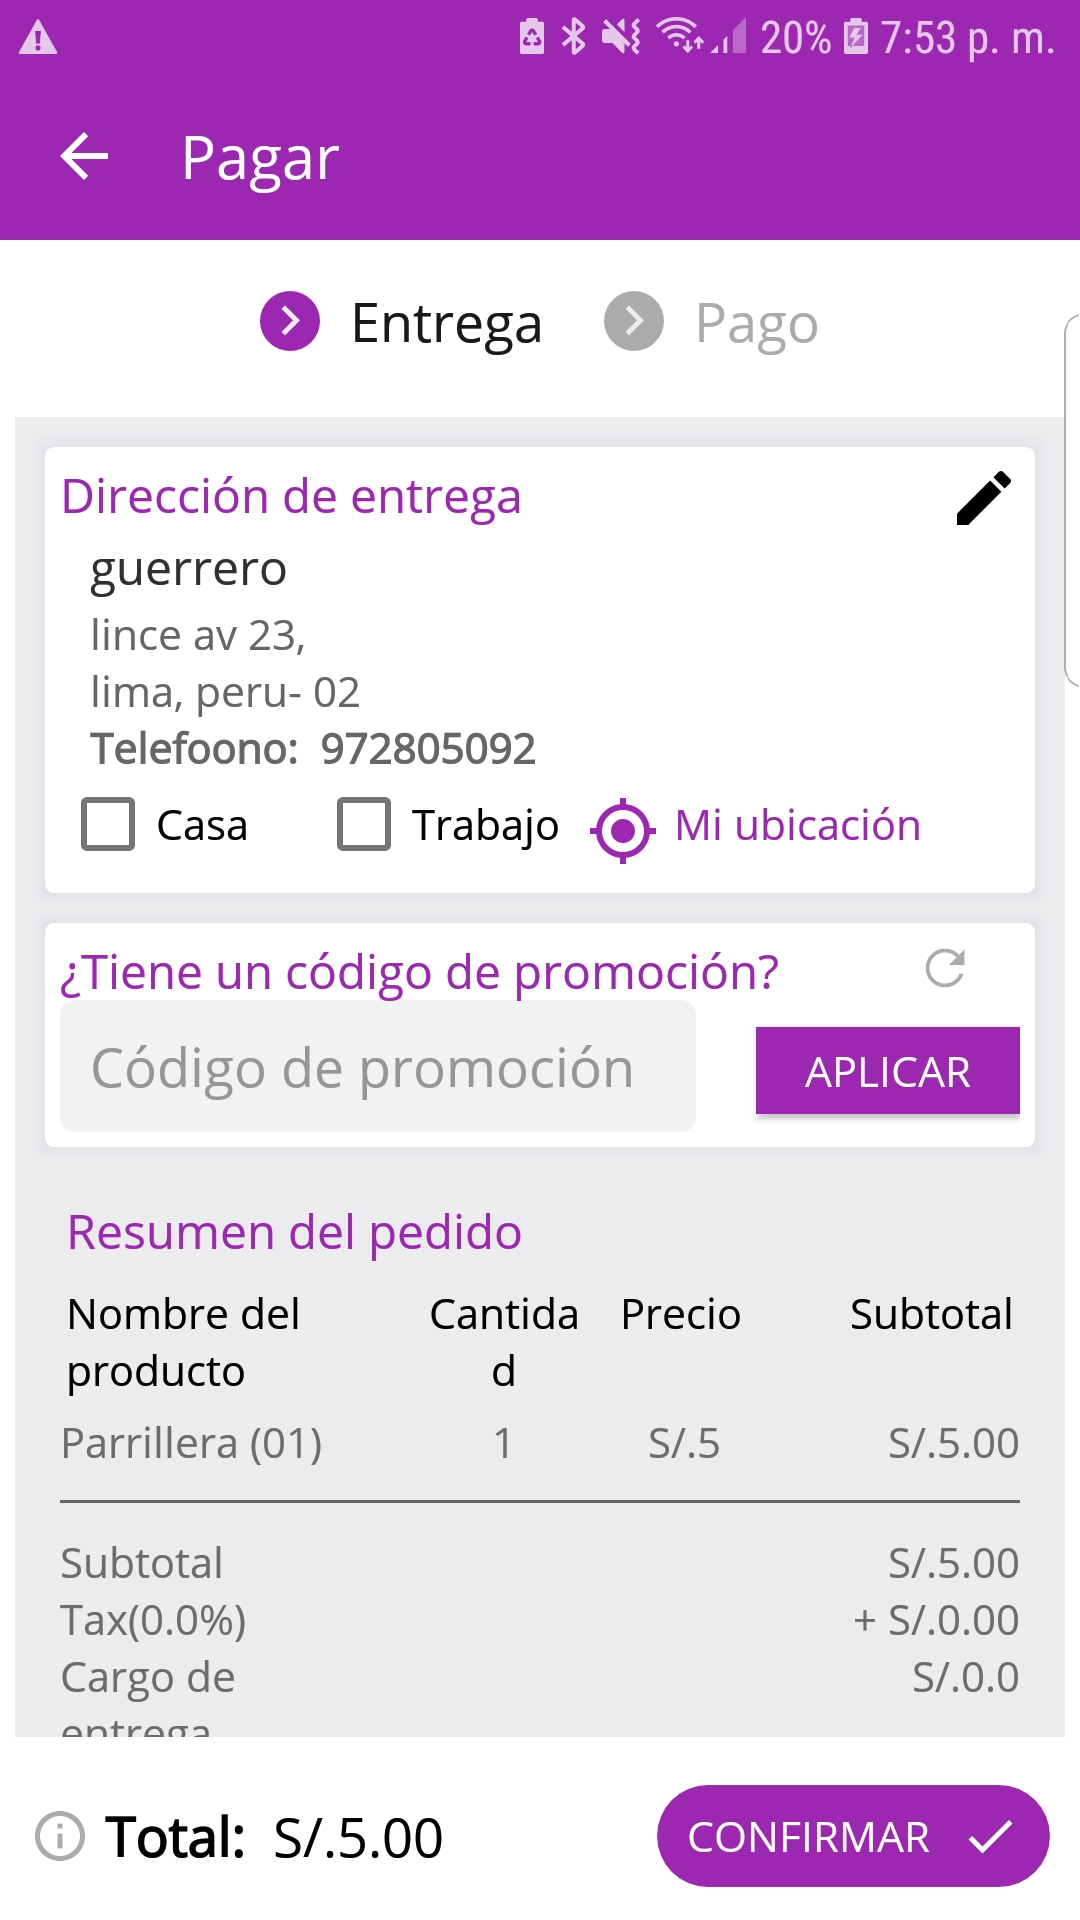 20% 7:53 p. m.
Pagar
Entrega Pago
Dirección de entrega
guerrero
lince av 23,
lima, peru- 02
Telefoono: 972805092
Casa Trabajo Mi ubicación
¿Tiene un código de promoción?
Código de promoción APLICAR
Resumen del pedido
Nombre del Cantida Precio Subtotal
producto d
Parrillera (01) 1 S/.5 S/.5.00
Subtotal S/.5.00
Tax(0.0%) + S/.0.00
Cargo de S/.0.0
entrega
Total: S/.5.00 CONFIRMAR